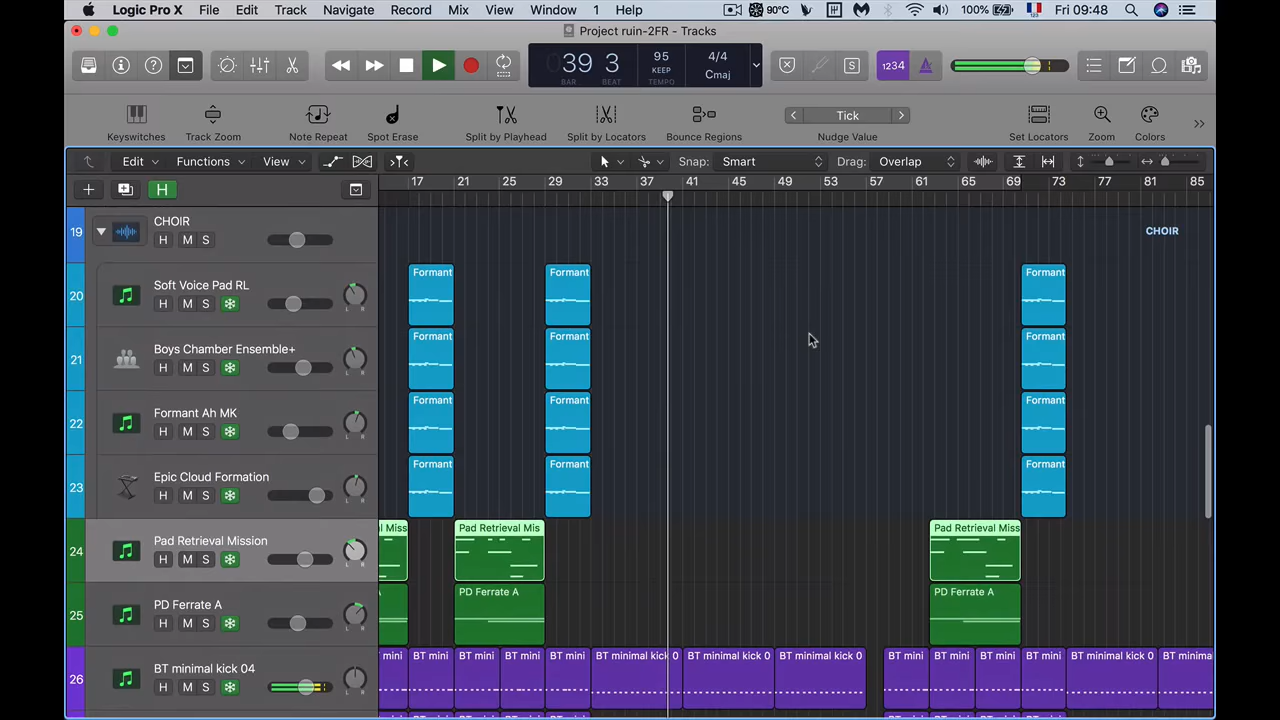 Logic Pro X File Edit Track Navigate Record Mix View Window 1 Help 90°C 100% Fri 09:48
Project ruin-2FR - Tracks
039 3 95 4/4 1234
KEEP Cmaj
BAR BEAT TEMPO
Tick
Keyswitches Track Zoom Note Repeat Spot Erase Split by Playhead Split by Locators Bounce Regions Nudge Value Set Locators Zoom Colors
Edit Functions View Snap: Smart Drag: Overlap
H 17 21 25 29 33 37 45 49 53 57 61 65 69 73 77 81 85
19 CHOIR
H M S
CHOIR
20 Soft Voice Pad RL
H M S
L R
Formant Formant Formant
21 Boys Chamber Ensemble+
H M S
L R
Formant Formant Formant
22 Formant Ah MK
H M S
L R
Formant Formant Formant
23 Epic Cloud Formation
H M S
L R
Formant Formant Formant
24 Pad Retrieval Mission
H M S
L R
l Miss Pad Retrieval Mis Pad Retrieval Miss
25 PD Ferrate A
H M S
L R
A PD Ferrate A PD Ferrate A
26 BT minimal kick 04
H M S
L R
mini BT mini BT mini BT mini BT mini BT minimal kick 0 BT minimal kick 0 BT minimal kick 0 BT mini BT mini BT mini BT mini BT minimal kick 0 BT minima